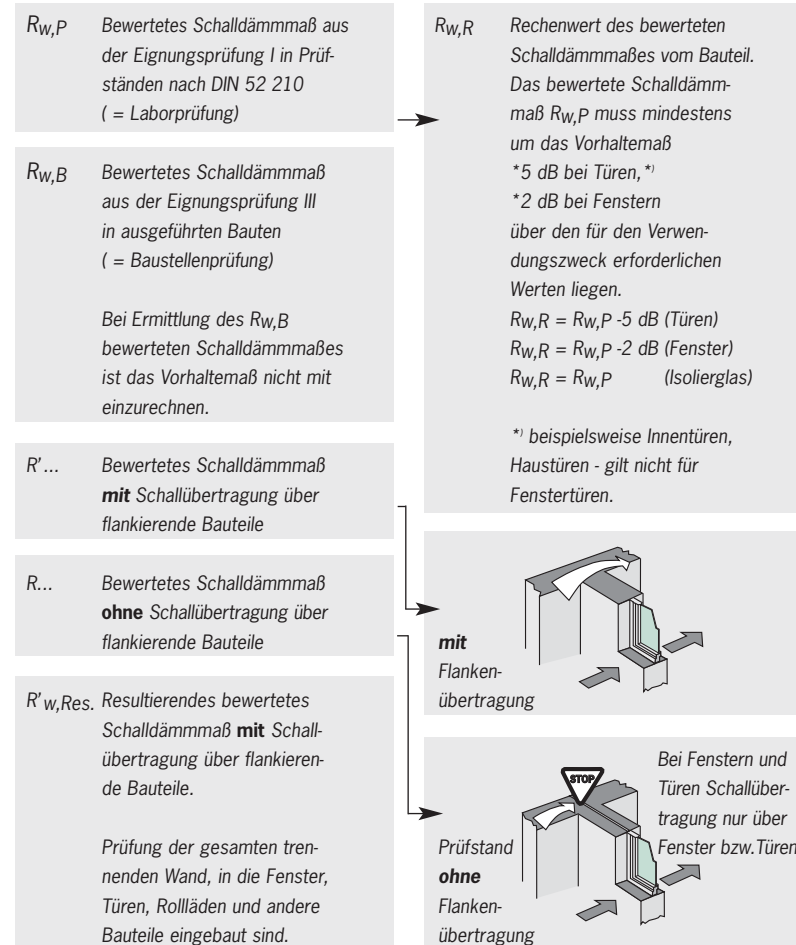 Rw,P Bewertetes Schalldämmmaß aus
der Eignungsprüfung I in Prüf-
ständen nach DIN 52 210
( = Laborprüfung)
Rw,B Bewertetes Schalldämmmaß
aus der Eignungsprüfung III
in ausgeführten Bauten
( = Baustellenprüfung)
Bei Ermittlung des Rw,B
bewerteten Schalldämmmaßes
ist das Vorhaltemaß nicht mit
einzurechnen.
R'... Bewertetes Schalldämmmaß
mit Schallübertragung über
flankierende Bauteile
R... Bewertetes Schalldämmmaß
ohne Schallübertragung über
flankierende Bauteile
R'w,Res. Resultierendes bewertetes
Schalldämmmaß mit Schall-
übertragung über flankieren-
de Bauteile.
Prüfung der gesamten tren-
nenden Wand, in die Fenster,
Türen, Rollläden und andere
Bauteile eingebaut sind.
Rw,R Rechenwert des bewerteten
Schalldämmmaßes vom Bauteil.
Das bewertete Schalldämm-
maß Rw,P muss mindestens
um das Vorhaltemaß
*5 dB bei Türen,*)
*2 dB bei Fenstern
über den für den Verwen-
dungszweck erforderlichen
Werten liegen.
Rw,R = Rw,P -5 dB (Türen)
Rw,R = Rw,P -2 dB (Fenster)
Rw,R = Rw,P (Isolierglas)
*) beispielsweise Innentüren,
Haustüren - gilt nicht für
Fenstertüren.
mit
Flanken-
übertragung
STOP
Bei Fenstern und
Türen Schallüber-
tragung nur über
Fenster bzw.Türen
Prüfstand
ohne
Flanken-
übertragung